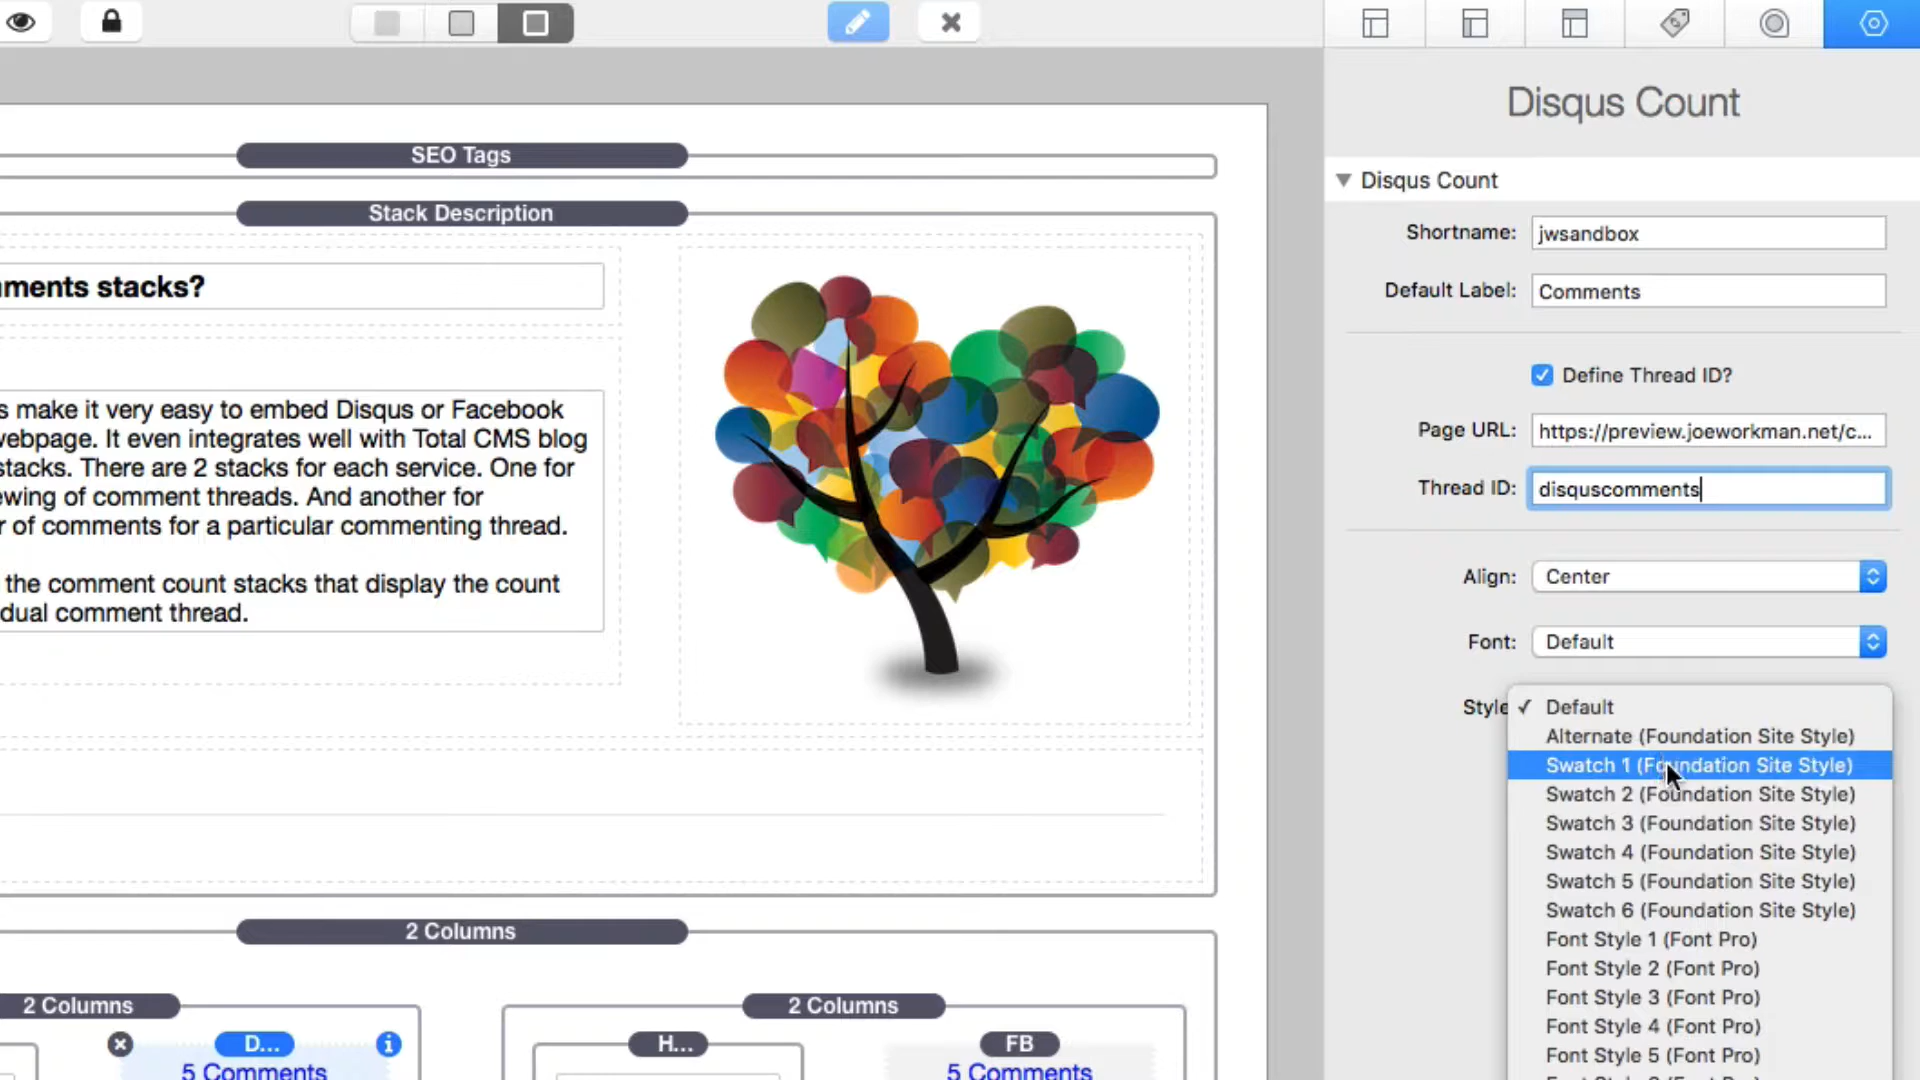 Disqus Count
SEO Tags
Disqus Count
Stack Description
Shortname: jwsandbox
mments stacks?
Default Label: Comments
Define Thread ID?
s make it very easy to embed Disqus or Facebook
webpage. It even integrates well with Total CMS blog
stacks. There are 2 stacks for each service. One for
ewing of comment threads. And another for
r of comments for a particular commenting thread.
Page URL: https://preview.joeworkman.net/c...
Thread ID: disquscomments
the comment count stacks that display the count
dual comment thread.
Align: Center
Font: Default
Style
✓ Default
Alternate (Foundation Site Style)
Swatch 1 (Foundation Site Style)
Swatch 2 (Foundation Site Style)
Swatch 3 (Foundation Site Style)
Swatch 4 (Foundation Site Style)
Swatch 5 (Foundation Site Style)
Swatch 6 (Foundation Site Style)
Font Style 1 (Font Pro)
Font Style 2 (Font Pro)
Font Style 3 (Font Pro)
Font Style 4 (Font Pro)
Font Style 5 (Font Pro)
2 Columns
2 Columns
2 Columns
D...
H...
FB
5 Comments
5 Comments